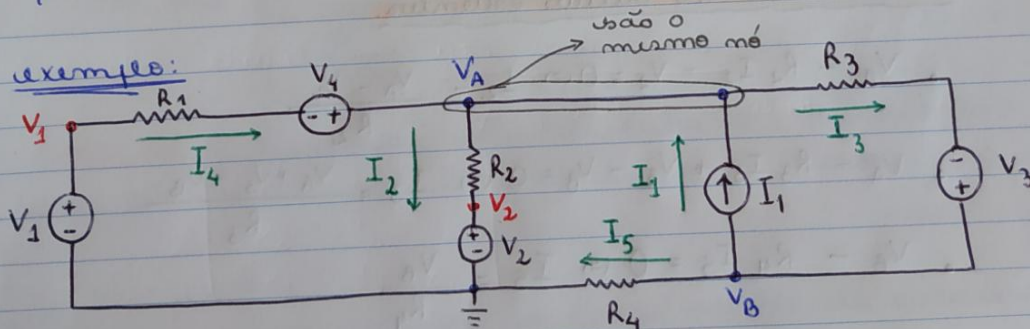 são o
mesmo nó
exemplo:
R1
V4
VA
R3
V1
I4
I2
R2
I1
I1
I3
V3
V1
V2
V2
I5
R4
VB
- +
+
-
+
-
-
+